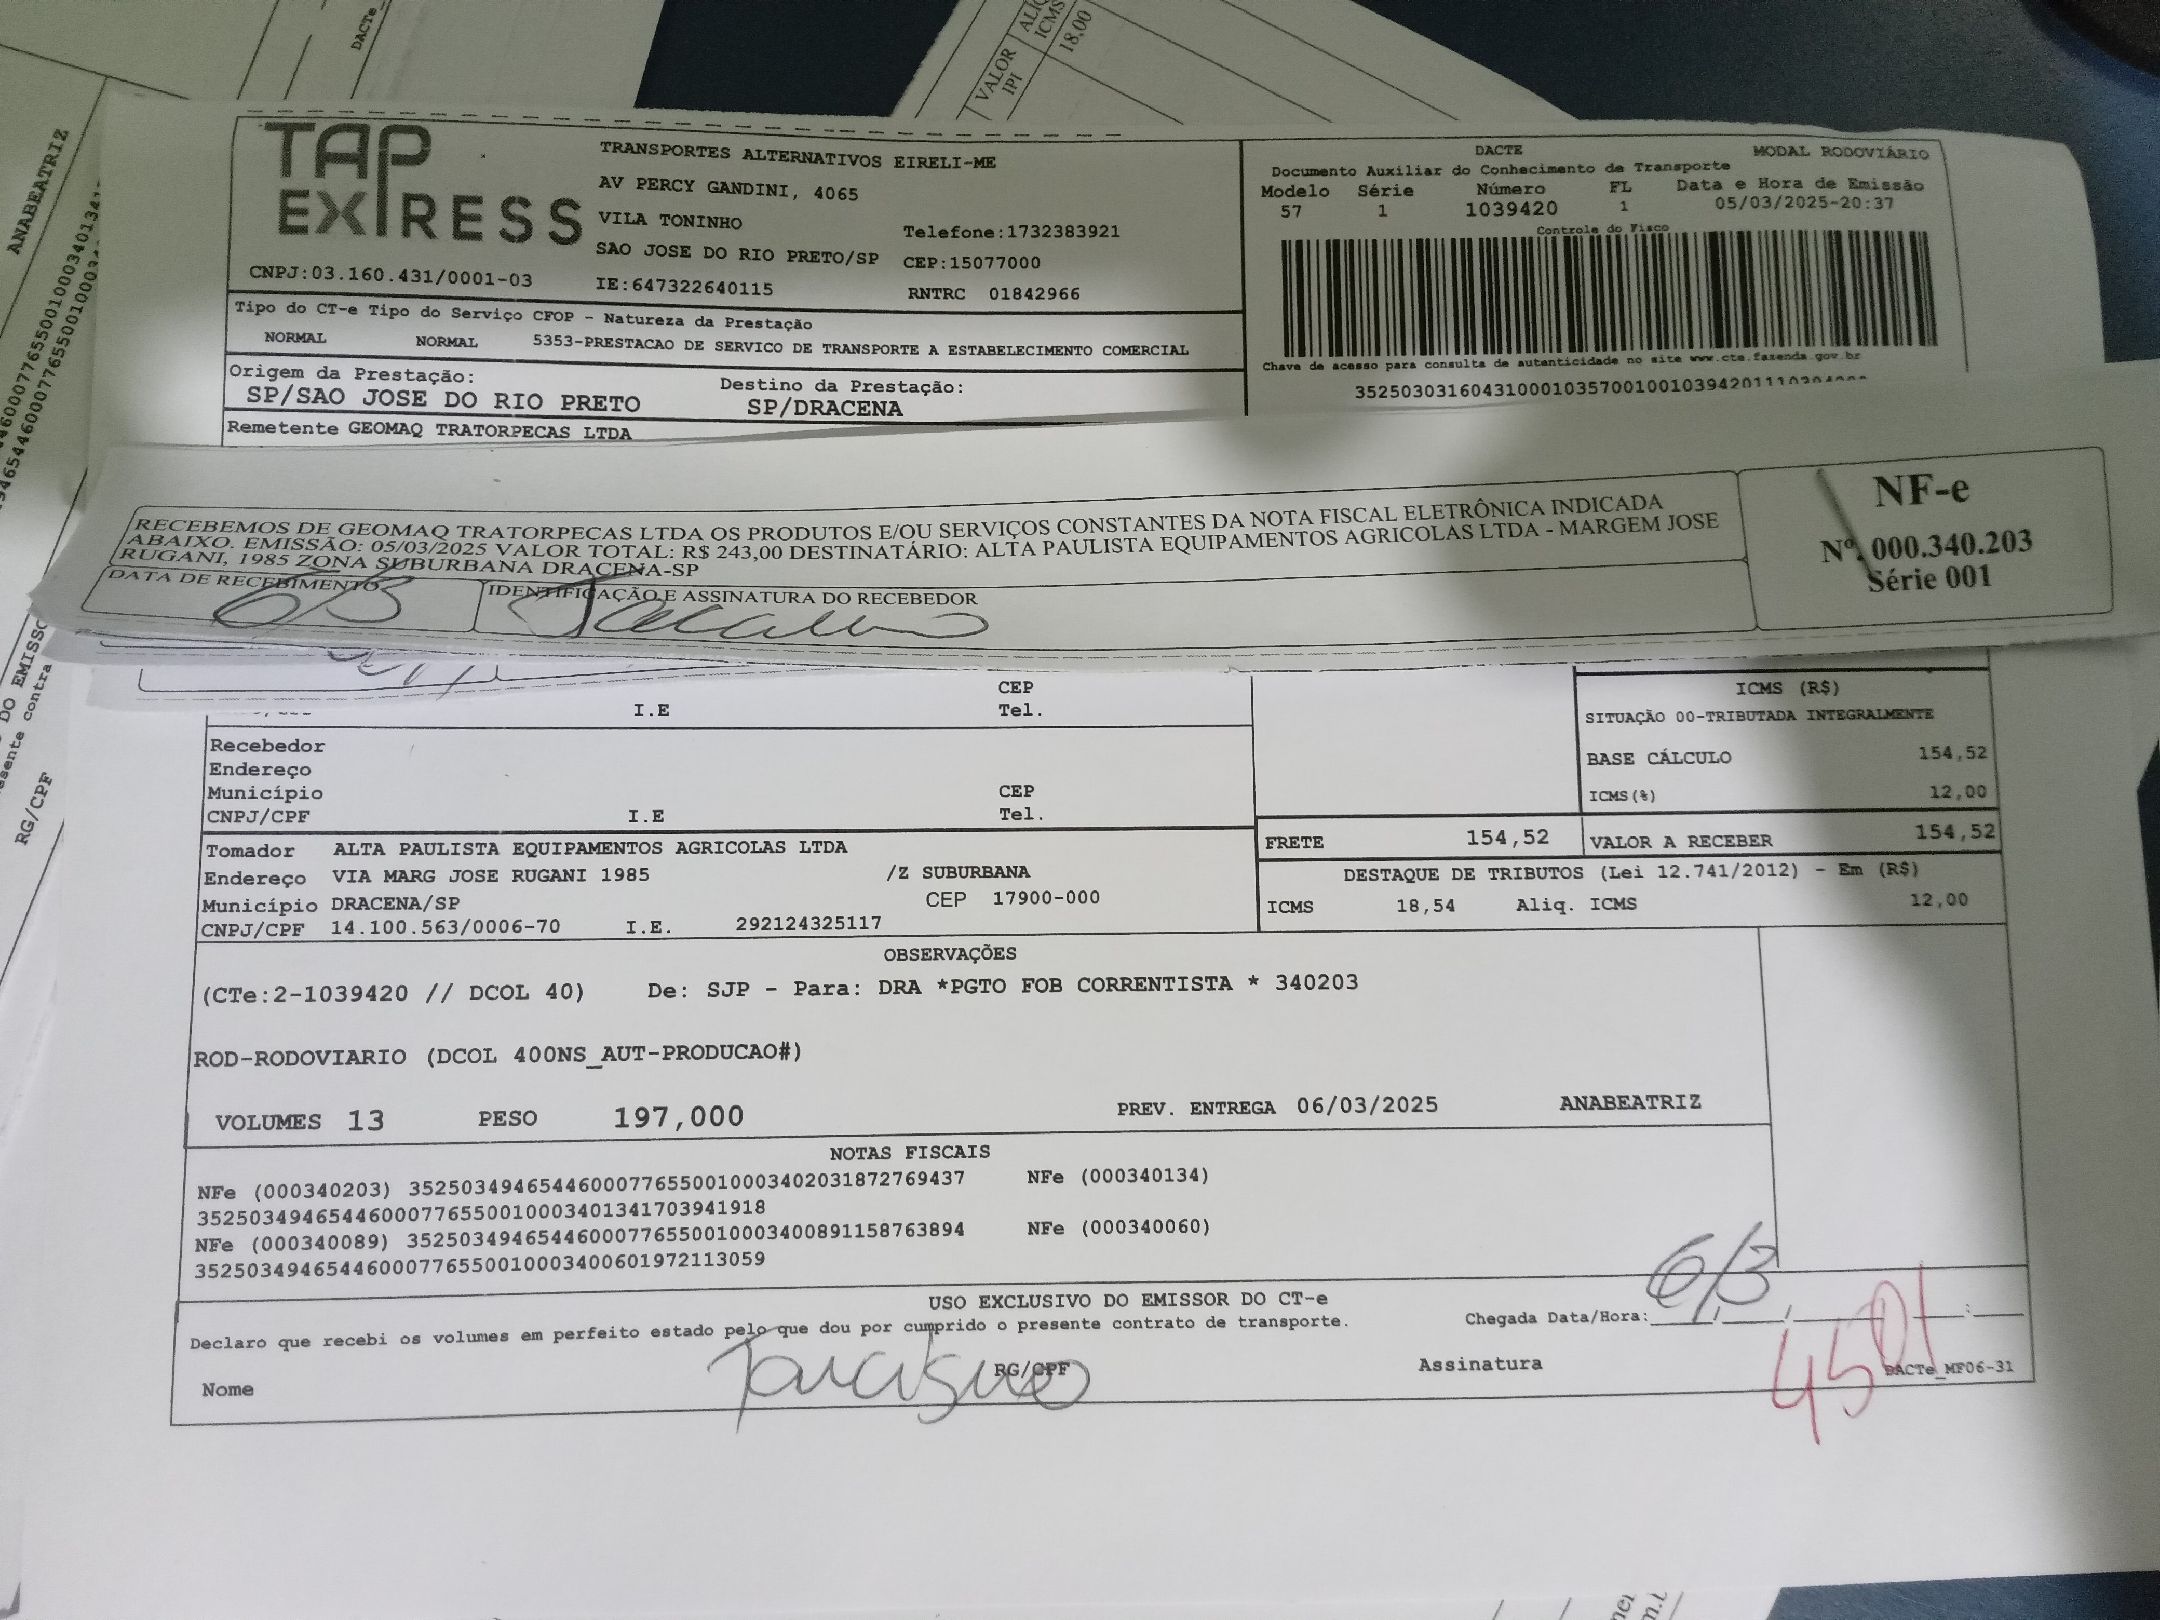 DACTe_
VALOR
IPI
ICMS
18,00
ANABEATRIZ
TAP
EXPRESS
TRANSPORTES ALTERNATIVOS EIRELI-ME
AV PERCY GANDINI, 4065
VILA TONINHO
Telefone:1732383921
SAO JOSE DO RIO PRETO/SP CEP:15077000
CNPJ:03.160.431/0001-03 IE:647322640115 RNTRC 01842966
DACTE MODAL RODOVIÁRIO
Documento Auxiliar do Conhecimento de Transporte
Modelo Série Número FL Data e Hora de Emissão
57 1 1039420 1 05/03/2025-20:37
Controle do Fisco
Chave de acesso para consulta de autenticidade no site www.cte.fazenda.gov.br
Tipo do CT-e Tipo do Serviço CFOP - Natureza da Prestação
NORMAL NORMAL 5353-PRESTACAO DE SERVICO DE TRANSPORTE A ESTABELECIMENTO COMERCIAL
Origem da Prestação: Destino da Prestação:
SP/SAO JOSE DO RIO PRETO SP/DRACENA
Remetente GEOMAQ TRATORPECAS LTDA
RECEBEMOS DE GEOMAQ TRATORPECAS LTDA OS PRODUTOS E/OU SERVIÇOS CONSTANTES DA NOTA FISCAL ELETRÔNICA INDICADA
ABAIXO. EMISSÃO: 05/03/2025 VALOR TOTAL: R$ 243,00 DESTINATÁRIO: ALTA PAULISTA EQUIPAMENTOS AGRICOLAS LTDA - MARGEM JOSE
RUGANI, 1985 ZONA SUBURBANA DRACENA-SP
DATA DE RECEBIMENTO IDENTIFICAÇÃO E ASSINATURA DO RECEBEDOR
6/3
NF-e
Nº. 000.340.203
Série 001
CEP
I.E Tel.
ICMS (R$)
SITUAÇÃO 00-TRIBUTADA INTEGRALMENTE
BASE CÁLCULO 154,52
ICMS(%) 12,00
Recebedor
Endereço
Município CEP
CNPJ/CPF I.E Tel.
FRETE 154,52 VALOR A RECEBER 154,52
DESTAQUE DE TRIBUTOS (Lei 12.741/2012) - Em (R$)
ICMS 18,54 Aliq. ICMS 12,00
Tomador ALTA PAULISTA EQUIPAMENTOS AGRICOLAS LTDA
Endereço VIA MARG JOSE RUGANI 1985 /Z SUBURBANA
Município DRACENA/SP CEP 17900-000
CNPJ/CPF 14.100.563/0006-70 I.E. 292124325117
OBSERVAÇÕES
(CTe:2-1039420 // DCOL 40) De: SJP - Para: DRA *PGTO FOB CORRENTISTA * 340203
ROD-RODOVIARIO (DCOL 400NS_AUT-PRODUCAO#)
VOLUMES 13 PESO 197,000 PREV. ENTREGA 06/03/2025 ANABEATRIZ
NOTAS FISCAIS
NFe (000340203) 35250349465446000776550010003402031872769437 NFe (000340134)
35250349465446000776550010003401341703941918
NFe (000340089) 35250349465446000776550010003400891158763894 NFe (000340060)
35250349465446000776550010003400601972113059
USO EXCLUSIVO DO EMISSOR DO CT-e
Declaro que recebi os volumes em perfeito estado pelo que dou por cumprido o presente contrato de transporte.
Chegada Data/Hora:
6/3
Nome RG/CPF Assinatura
4501
DACTe_MF06-31
DO EMISSO
sente contra
RG/CPF